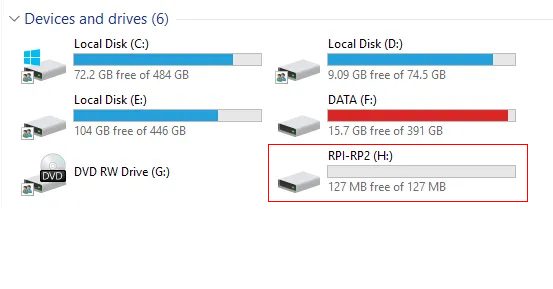 Devices and drives (6)
Local Disk (C:)
72.2 GB free of 484 GB
Local Disk (D:)
9.09 GB free of 74.5 GB
Local Disk (E:)
104 GB free of 446 GB
DATA (F:)
15.7 GB free of 391 GB
DVD
DVD RW Drive (G:)
RPI-RP2 (H:)
127 MB free of 127 MB